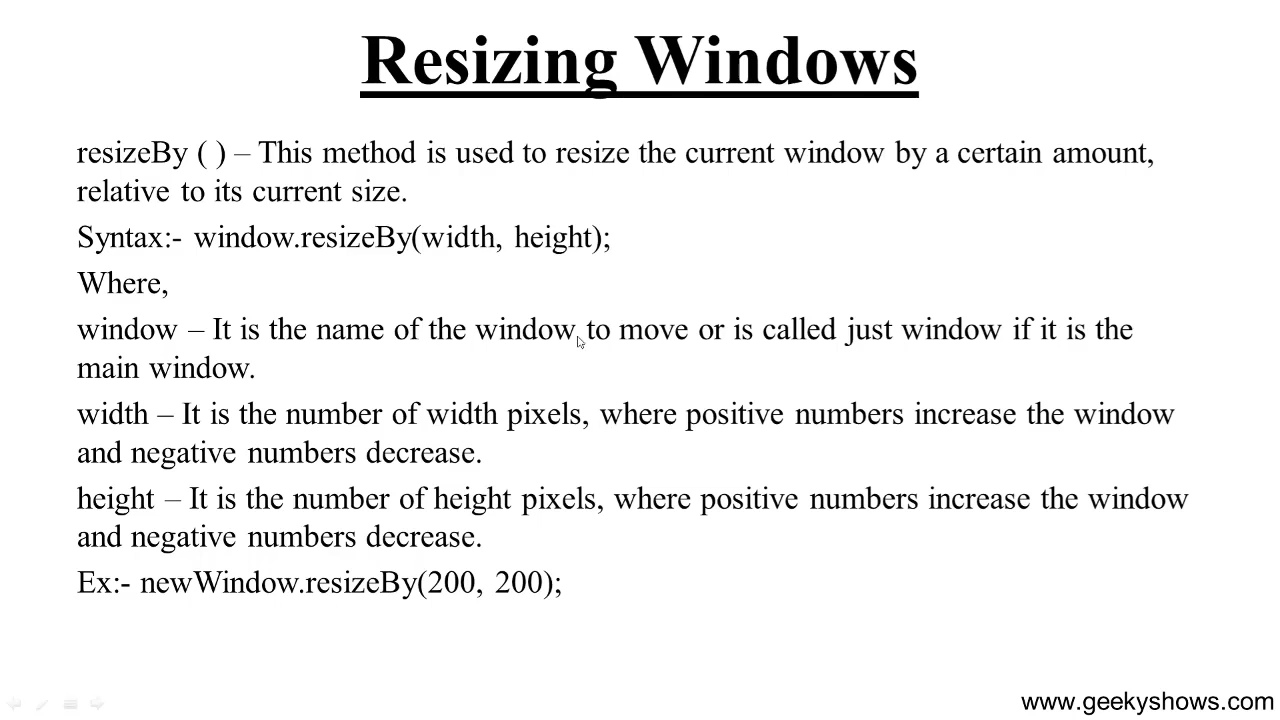 Resizing Windows
resizeBy ( ) – This method is used to resize the current window by a certain amount,
relative to its current size.
Syntax:- window.resizeBy(width, height);
Where,
window – It is the name of the window to move or is called just window if it is the
main window.
width – It is the number of width pixels, where positive numbers increase the window
and negative numbers decrease.
height – It is the number of height pixels, where positive numbers increase the window
and negative numbers decrease.
Ex:- newWindow.resizeBy(200, 200);
www.geekyshows.com